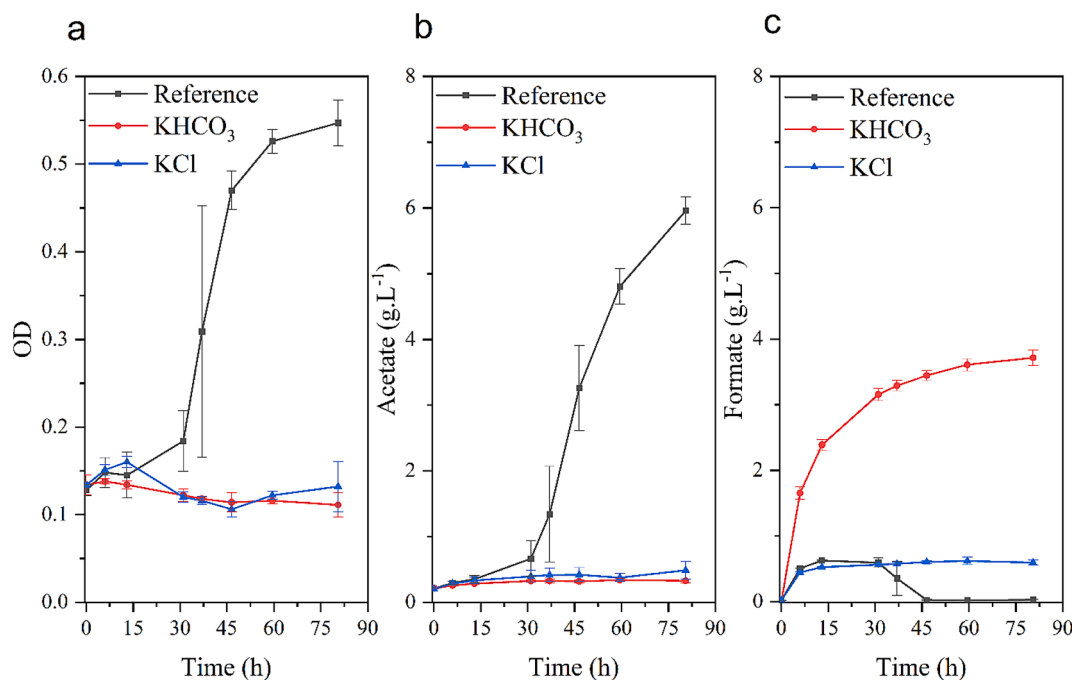 a
0.6
0.5
0.4
0.3
0.2
0.1
0.0
OD
Reference
KHCO₃
KCl
0 15 30 45 60 75 90
Time (h)
b
8
6
4
2
0
Acetate (g.L⁻¹)
Reference
KHCO₃
KCl
0 15 30 45 60 75 90
Time (h)
c
8
6
4
2
0
Formate (g.L⁻¹)
Reference
KHCO₃
KCl
0 15 30 45 60 75 90
Time (h)